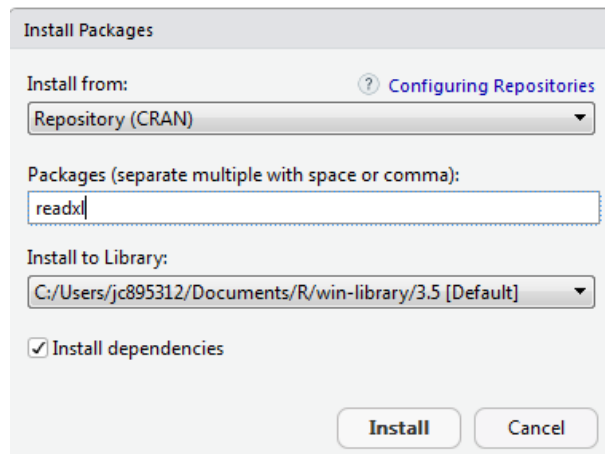 Install Packages
Install from:
? Configuring Repositories
Repository (CRAN)
Packages (separate multiple with space or comma):
readxl
Install to Library:
C:/Users/jc895312/Documents/R/win-library/3.5 [Default]
Install dependencies
Install
Cancel